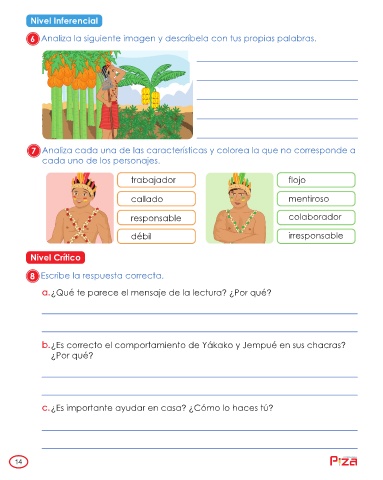 Nivel Inferencial
6 Analiza la siguiente imagen y descríbela con tus propias palabras.
7 Analiza cada una de las características y colorea la que no corresponde a
cada uno de los personajes.
trabajador
callado
responsable
débil
flojo
mentiroso
colaborador
irresponsable
Nivel Crítico
8 Escribe la respuesta correcta.
a. ¿Qué te parece el mensaje de la lectura? ¿Por qué?
b. ¿Es correcto el comportamiento de Yákako y Jempué en sus chacras?
¿Por qué?
c. ¿Es importante ayudar en casa? ¿Cómo lo haces tú?
14
Piza